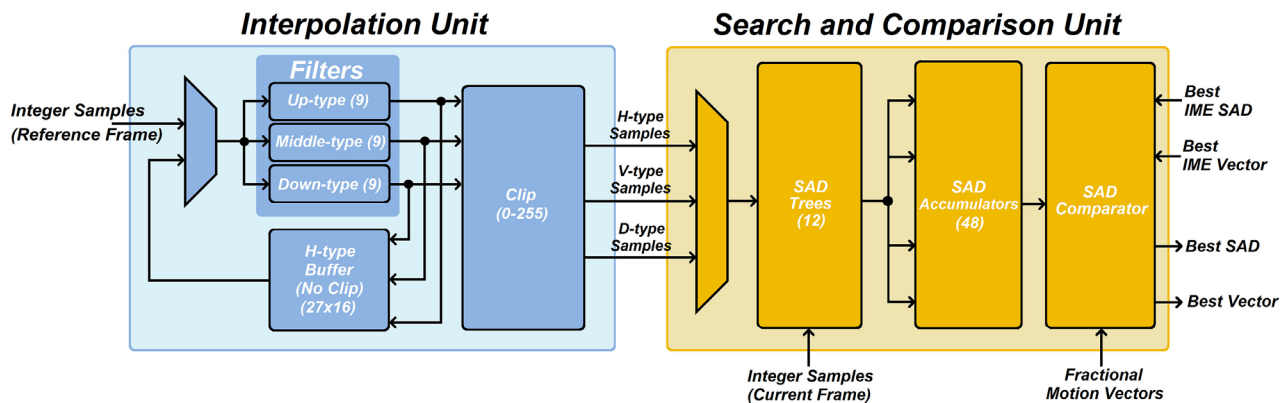 Interpolation Unit
Search and Comparison Unit
Filters
Integer Samples
(Reference Frame)
Up-type (9)
Middle-type (9)
Down-type (9)
H-type
Buffer
(No Clip)
(27x16)
Clip
(0-255)
H-type
Samples
V-type
Samples
D-type
Samples
SAD
Trees
(12)
SAD
Accumulators
(48)
SAD
Comparator
Best
IME SAD
Best
IME Vector
Best SAD
Best Vector
Integer Samples
(Current Frame)
Fractional
Motion Vectors